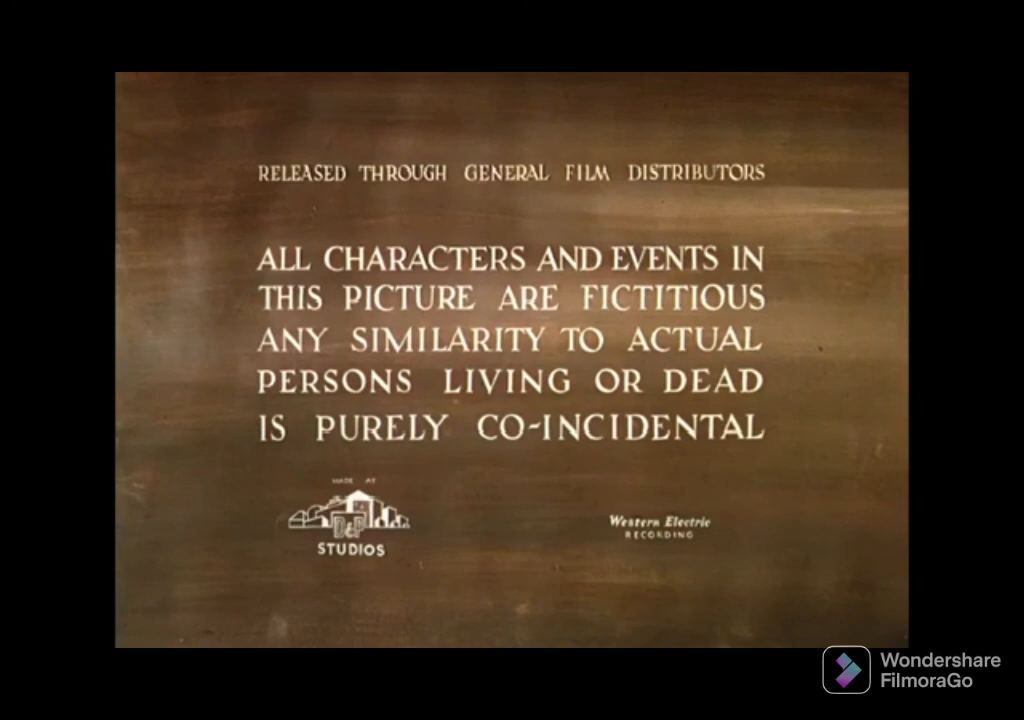 RELEASED THROUGH GENERAL FILM DISTRIBUTORS
ALL CHARACTERS AND EVENTS IN
THIS PICTURE ARE FICTITIOUS
ANY SIMILARITY TO ACTUAL
PERSONS LIVING OR DEAD
IS PURELY CO-INCIDENTAL
MADE AT
D&P
STUDIOS
Western Electric
RECORDING
Wondershare
FilmoraGo